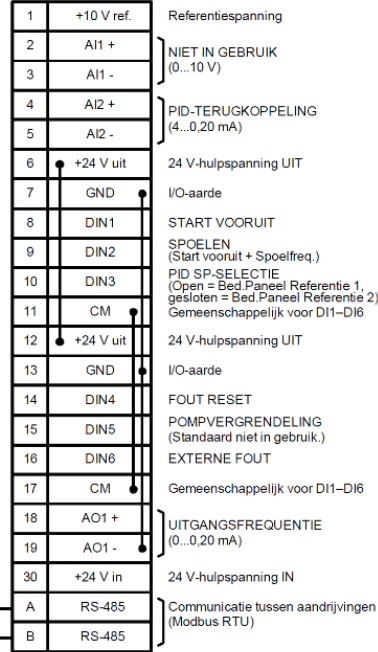 1 +10 V ref. Referentiespanning
2 AI1 +
NIET IN GEBRUIK
(0...10 V)
3 AI1 -
4 AI2 +
PID-TERUGKOPPELING
(4...0,20 mA)
5 AI2 -
6 +24 V uit 24 V-hulpspanning UIT
7 GND I/O-aarde
8 DIN1 START VOORUIT
9 DIN2 SPOELEN
(Start vooruit + Spoelfreq.)
10 DIN3 PID SP-SELECTIE
(Open = Bed.Paneel Referentie 1,
gesloten = Bed.Paneel Referentie 2)
11 CM Gemeenschappelijk voor DI1–DI6
12 +24 V uit 24 V-hulpspanning UIT
13 GND I/O-aarde
14 DIN4 FOUT RESET
15 DIN5 POMPVERGRENDELING
(Standaard niet in gebruik.)
16 DIN6 EXTERNE FOUT
17 CM Gemeenschappelijk voor DI1–DI6
18 AO1 +
UITGANGSFREQUENTIE
(0...0,20 mA)
19 AO1 -
30 +24 V in 24 V-hulpspanning IN
A RS-485 Communicatie tussen aandrijvingen
(Modbus RTU)
B RS-485